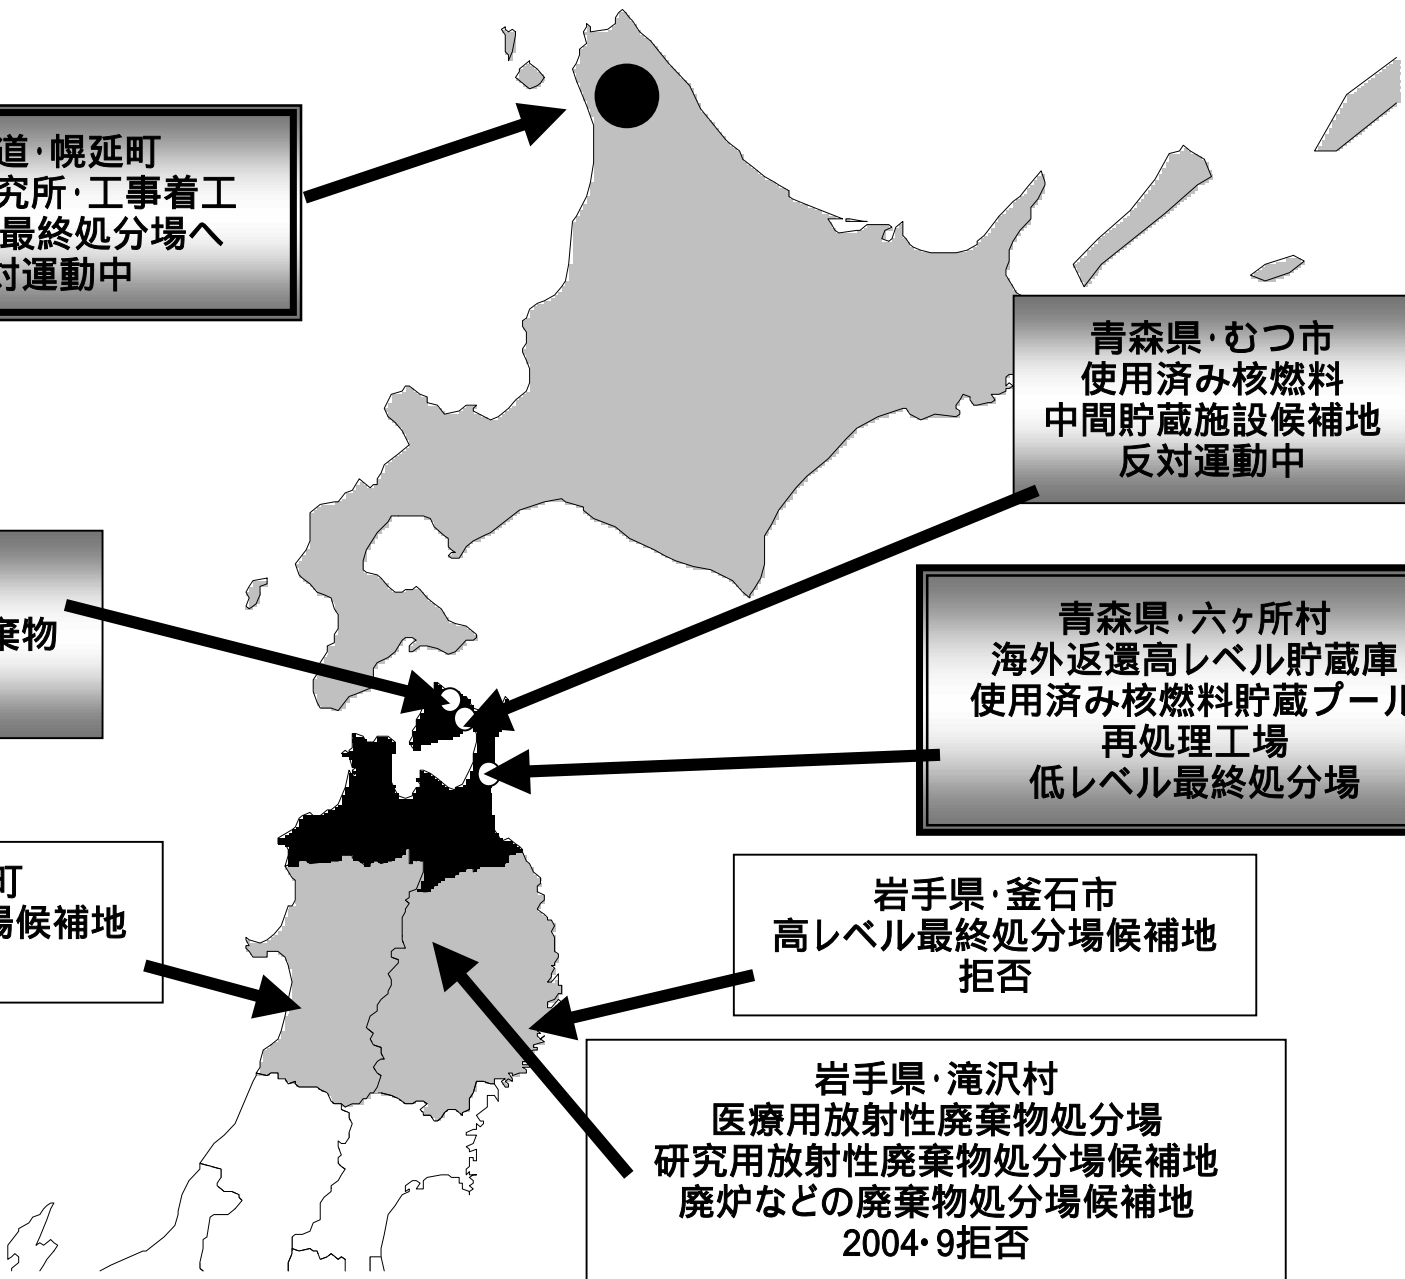 道・幌延町
究所・工事着工
最終処分場へ
対運動中
青森県・むつ市
使用済み核燃料
中間貯蔵施設候補地
反対運動中
棄物
青森県・六ヶ所村
海外返還高レベル貯蔵庫
使用済み核燃料貯蔵プール
再処理工場
低レベル最終処分場
町
場候補地
岩手県・釜石市
高レベル最終処分場候補地
拒否
岩手県・滝沢村
医療用放射性廃棄物処分場
研究用放射性廃棄物処分場候補地
廃炉などの廃棄物処分場候補地
2004・9拒否